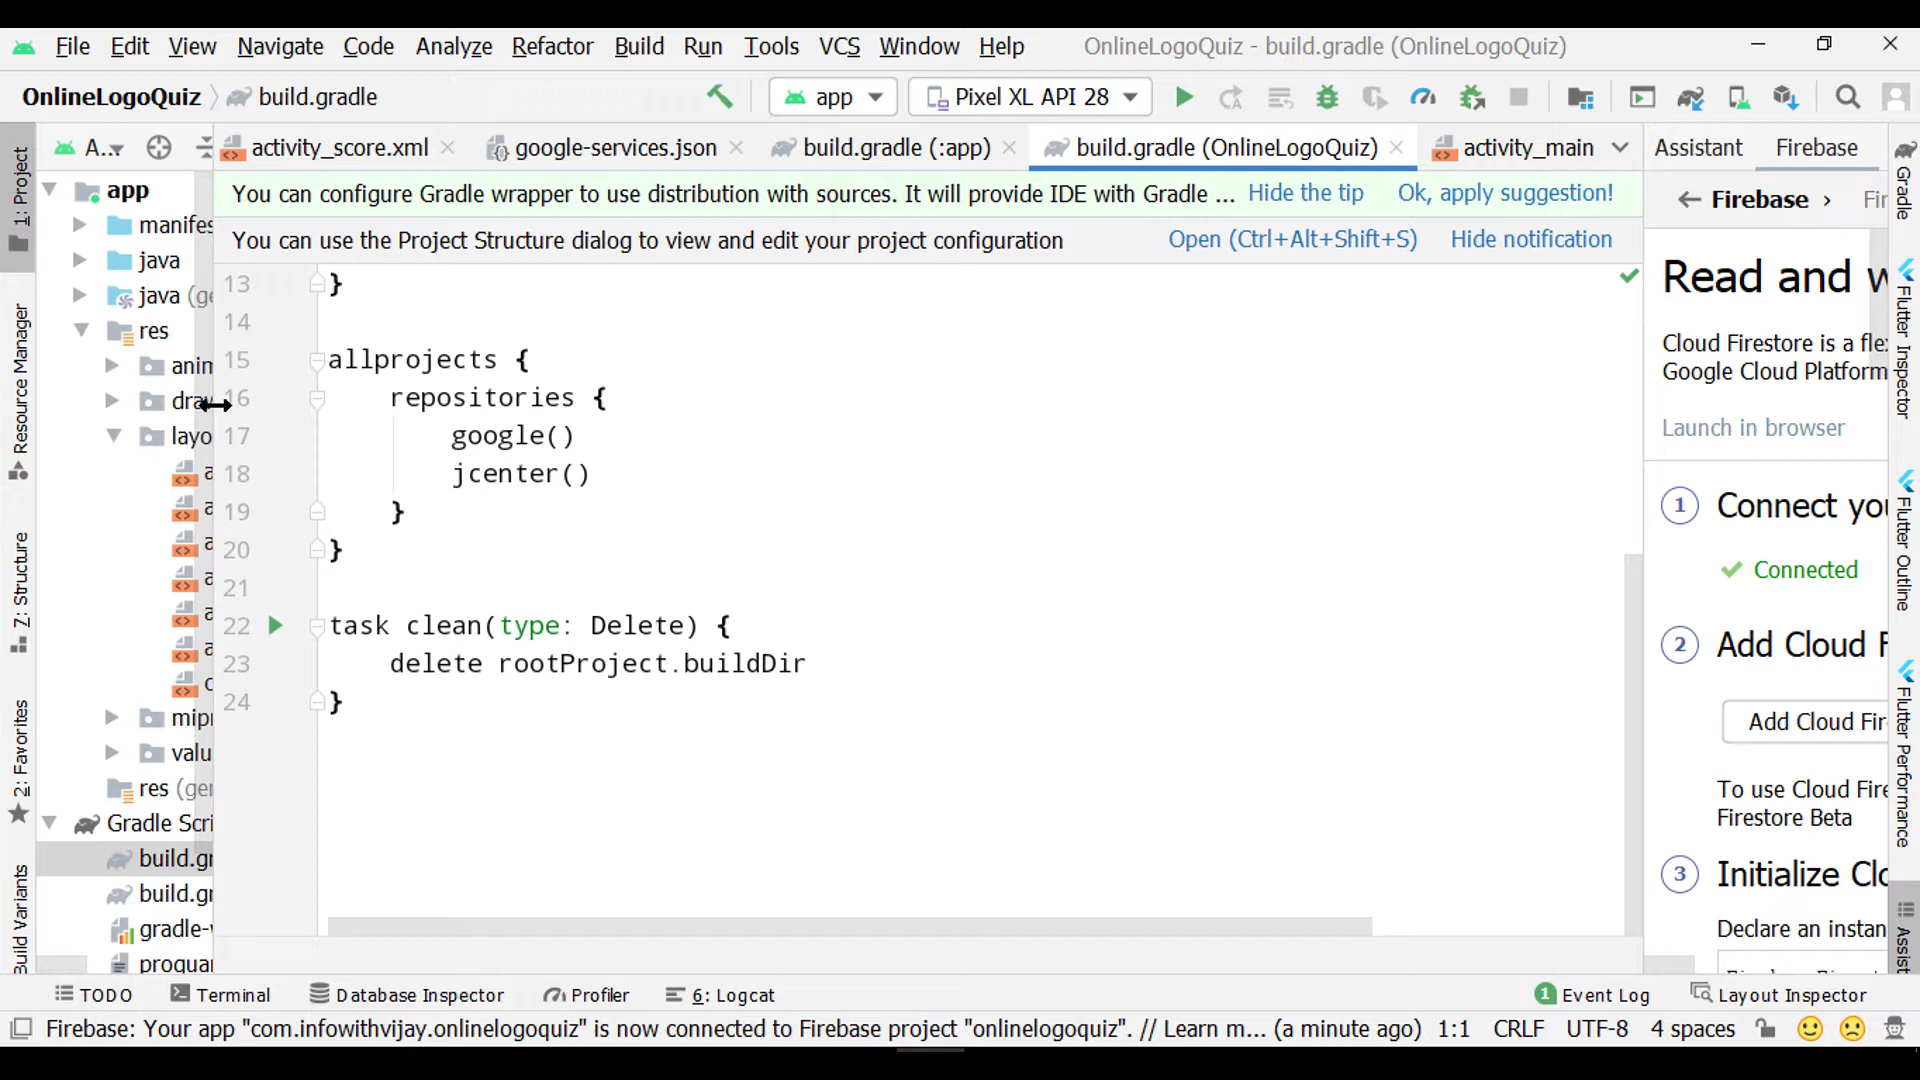 File Edit View Navigate Code Analyze Refactor Build Run Tools VCS Window Help OnlineLogoQuiz - build.gradle (OnlineLogoQuiz)
OnlineLogoQuiz build.gradle app Pixel XL API 28
A... activity_score.xml google-services.json build.gradle (:app) build.gradle (OnlineLogoQuiz) activity_main Assistant Firebase
You can configure Gradle wrapper to use distribution with sources. It will provide IDE with Gradle ... Hide the tip Ok, apply suggestion!
You can use the Project Structure dialog to view and edit your project configuration Open (Ctrl+Alt+Shift+S) Hide notification
1: Project
Resource Manager
7: Structure
2: Favorites
Build Variants
app
manifes
java
java (ge
res
anim
draw
layo
a
a
a
a
a
a
c
mipr
valu
res (ger
Gradle Scri
build.gr
build.gr
gradle-w
proguar
13 }
14
15 allprojects {
16 repositories {
17 google()
18 jcenter()
19 }
20 }
21
22 task clean(type: Delete) {
23 delete rootProject.buildDir
24 }
Firebase › Fir
Read and w
Cloud Firestore is a fle
Google Cloud Platform
Launch in browser
1 Connect you
Connected
2 Add Cloud F
Add Cloud Fire
To use Cloud Fire
Firestore Beta
3 Initialize Clo
Declare an instan
Gradle
Flutter Inspector
Flutter Outline
Flutter Performance
Assist
TODO Terminal Database Inspector Profiler 6: Logcat 1 Event Log Layout Inspector
Firebase: Your app "com.infowithvijay.onlinelogoquiz" is now connected to Firebase project "onlinelogoquiz". // Learn m... (a minute ago) 1:1 CRLF UTF-8 4 spaces